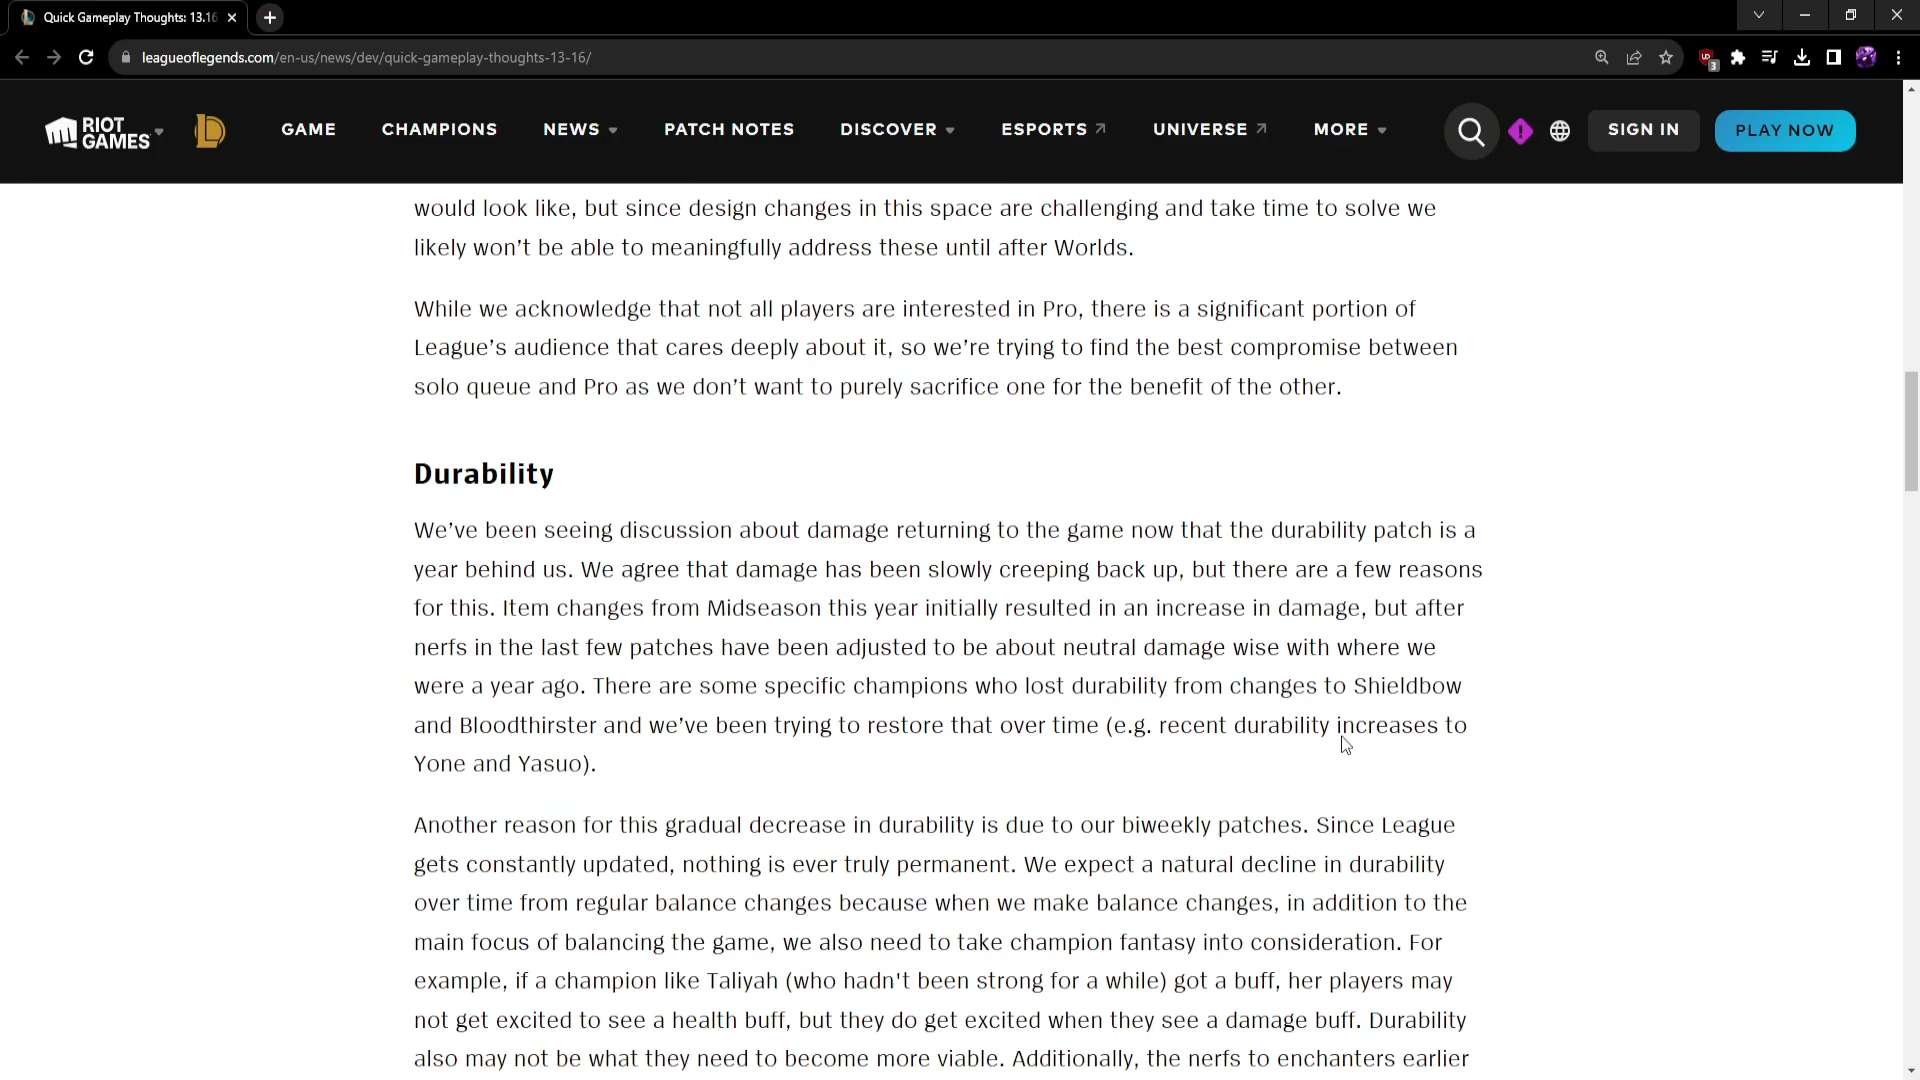 Quick Gameplay Thoughts: 13.16
leagueoflegends.com/en-us/news/dev/quick-gameplay-thoughts-13-16/
3
RIOT GAMES
GAME
CHAMPIONS
NEWS
PATCH NOTES
DISCOVER
ESPORTS
UNIVERSE
MORE
SIGN IN
PLAY NOW
would look like, but since design changes in this space are challenging and take time to solve we
likely won’t be able to meaningfully address these until after Worlds.
While we acknowledge that not all players are interested in Pro, there is a significant portion of
League’s audience that cares deeply about it, so we’re trying to find the best compromise between
solo queue and Pro as we don’t want to purely sacrifice one for the benefit of the other.
Durability
We’ve been seeing discussion about damage returning to the game now that the durability patch is a
year behind us. We agree that damage has been slowly creeping back up, but there are a few reasons
for this. Item changes from Midseason this year initially resulted in an increase in damage, but after
nerfs in the last few patches have been adjusted to be about neutral damage wise with where we
were a year ago. There are some specific champions who lost durability from changes to Shieldbow
and Bloodthirster and we’ve been trying to restore that over time (e.g. recent durability increases to
Yone and Yasuo).
Another reason for this gradual decrease in durability is due to our biweekly patches. Since League
gets constantly updated, nothing is ever truly permanent. We expect a natural decline in durability
over time from regular balance changes because when we make balance changes, in addition to the
main focus of balancing the game, we also need to take champion fantasy into consideration. For
example, if a champion like Taliyah (who hadn't been strong for a while) got a buff, her players may
not get excited to see a health buff, but they do get excited when they see a damage buff. Durability
also may not be what they need to become more viable. Additionally, the nerfs to enchanters earlier